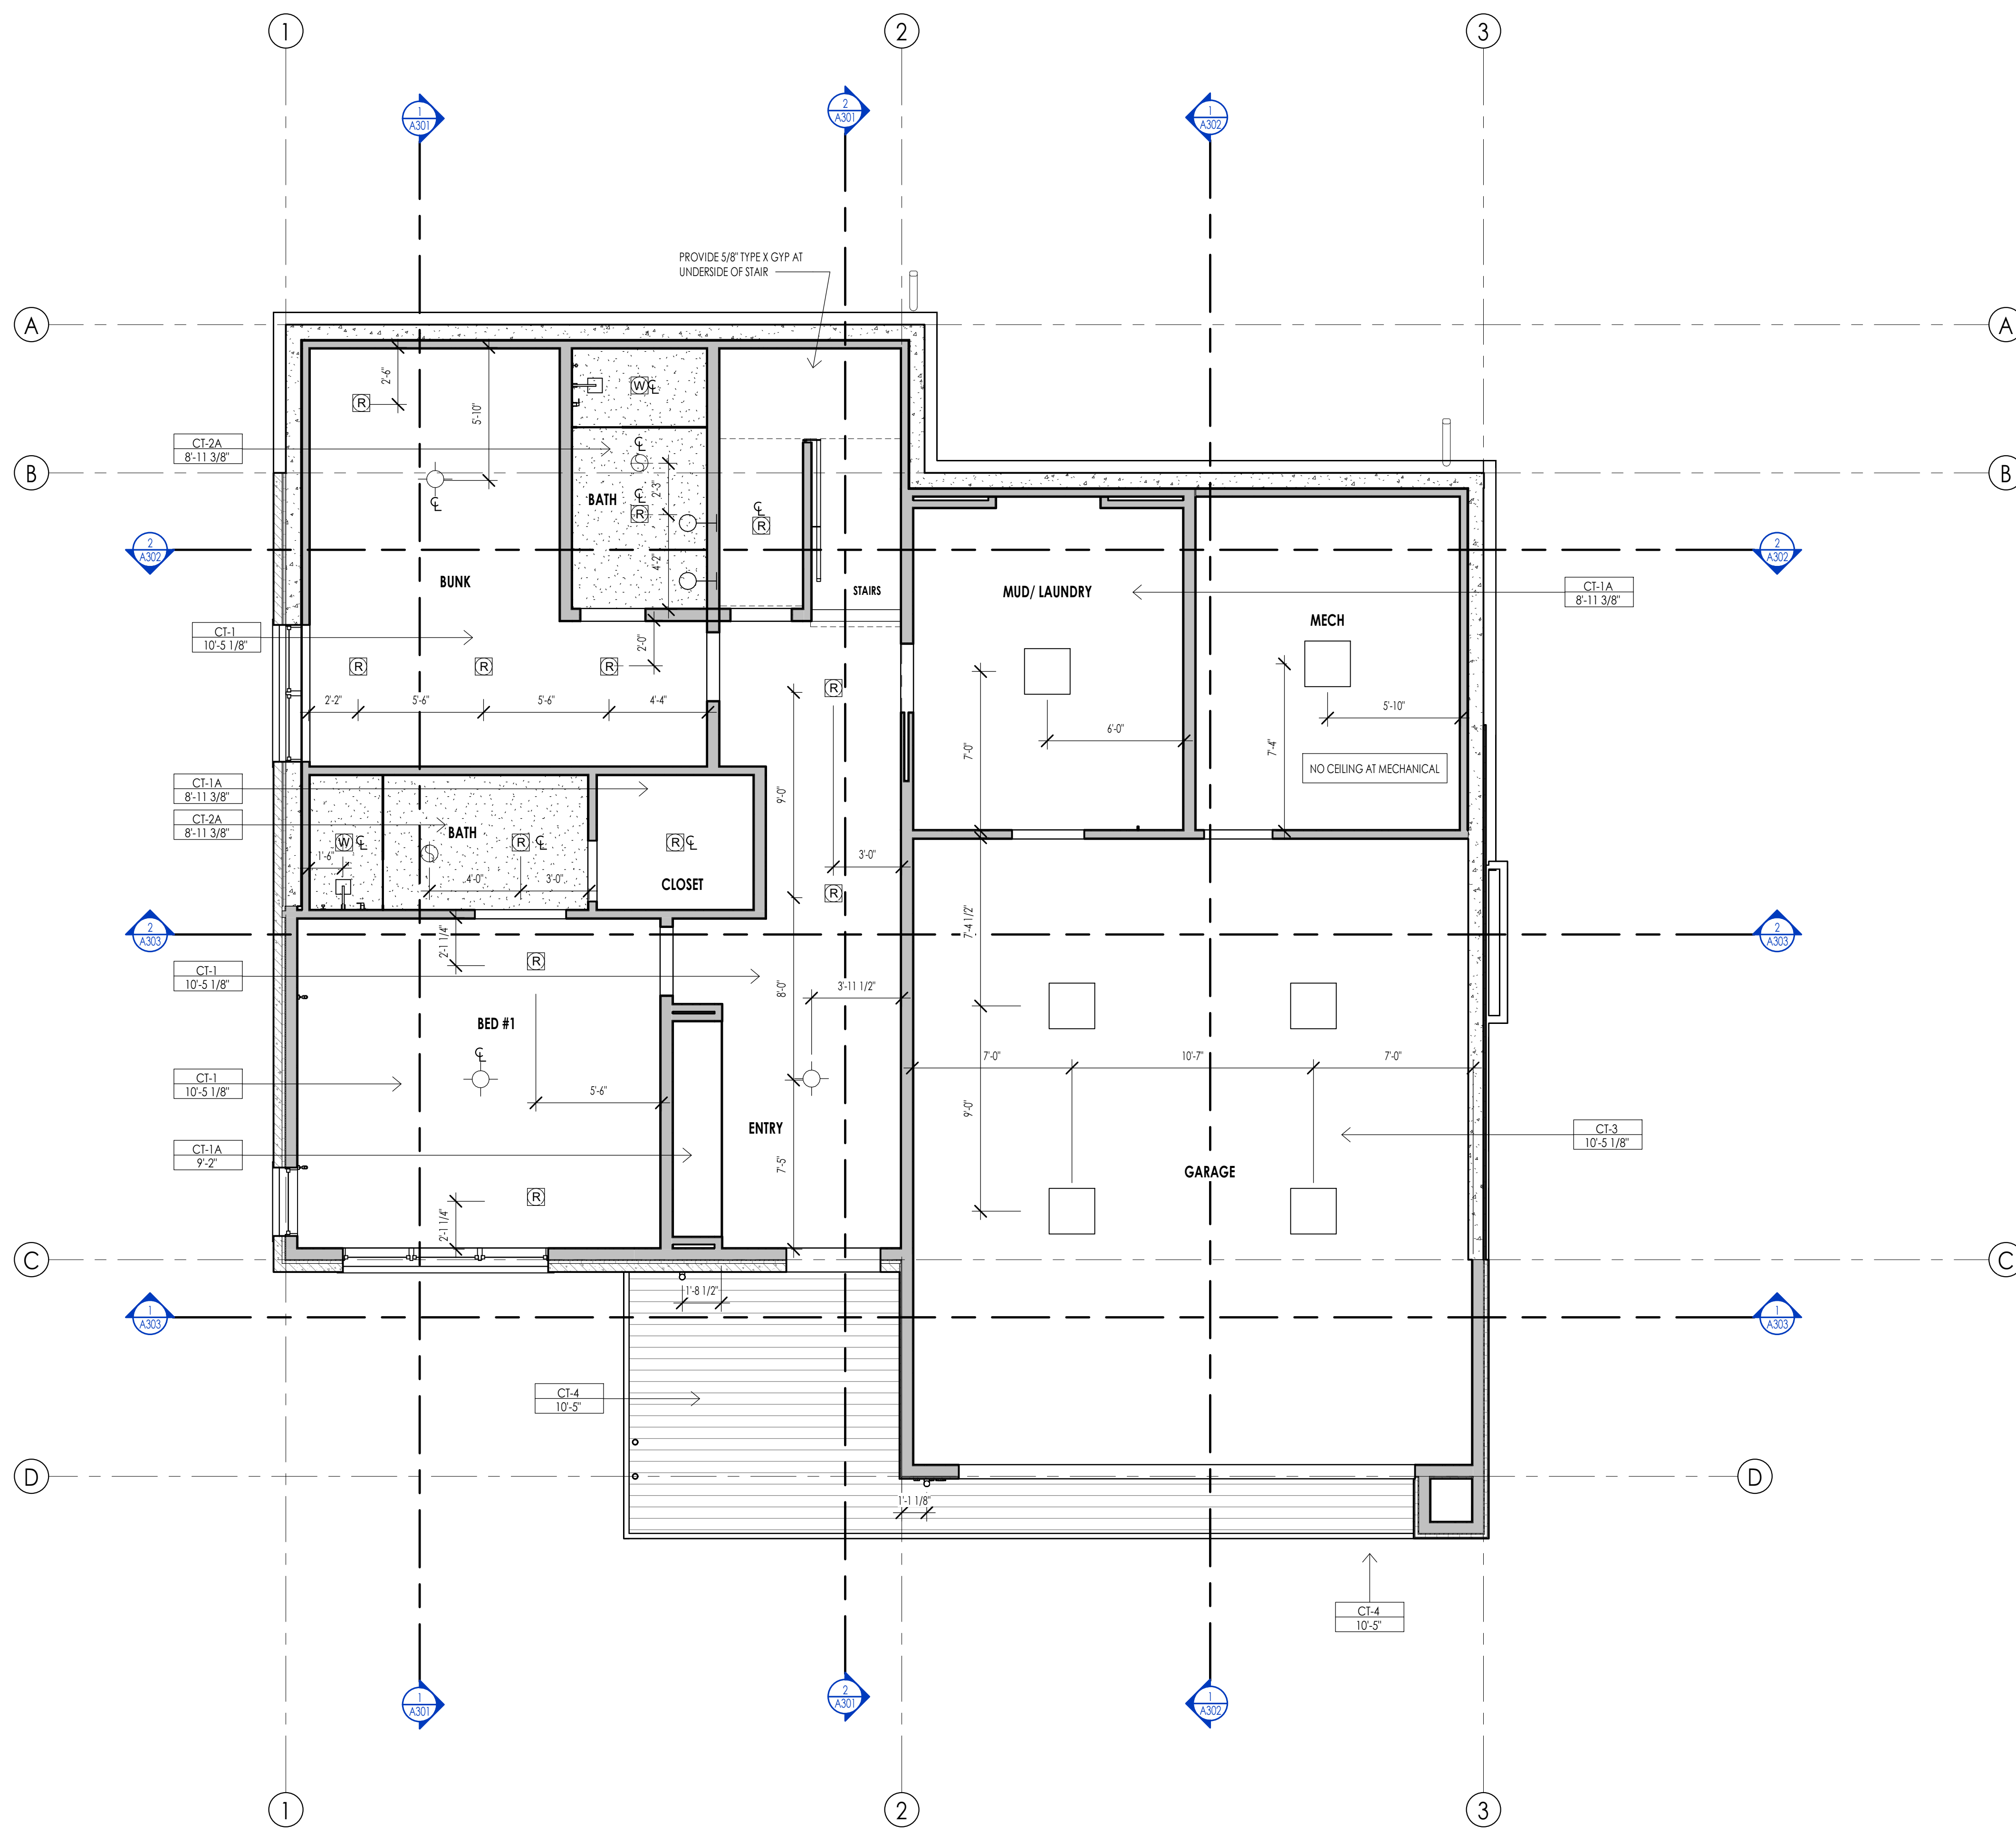 1
2
3
1
A301
2
A301
1
A302
PROVIDE 5/8" TYPE X GYP AT
UNDERSIDE OF STAIR
A
A
2'-6"
5'-10"
R
W
℄
CT-2A
8'-11 3/8"
B
B
℄
℄
S
2'-3"
BATH
℄
R
℄
R
4'-2"
2
A302
2
A302
BUNK
STAIRS
MUD/ LAUNDRY
CT-1A
8'-11 3/8"
MECH
CT-1
10'-5 1/8"
2'-0"
R
R
R
R
2'-2"
5'-6"
5'-6"
4'-4"
5'-10"
6'-0"
7'-0"
7'-4"
NO CEILING AT MECHANICAL
CT-1A
8'-11 3/8"
9'-0"
CT-2A
8'-11 3/8"
BATH
W
℄
R
℄
R
℄
S
1'-6"
4'-0"
3'-0"
CLOSET
3'-0"
R
2
A303
2
A303
2'-1 1/4"
7'-4 1/2"
R
CT-1
10'-5 1/8"
8'-0"
3'-11 1/2"
BED #1
℄
7'-0"
10'-7"
7'-0"
CT-1
10'-5 1/8"
5'-6"
9'-0"
ENTRY
CT-3
10'-5 1/8"
CT-1A
9'-2"
7'-5"
GARAGE
R
2'-1 1/4"
C
C
1'-8 1/2"
1
A303
1
A303
CT-4
10'-5"
D
D
1'-1 1/8"
CT-4
10'-5"
1
A301
2
A301
1
A302
1
2
3